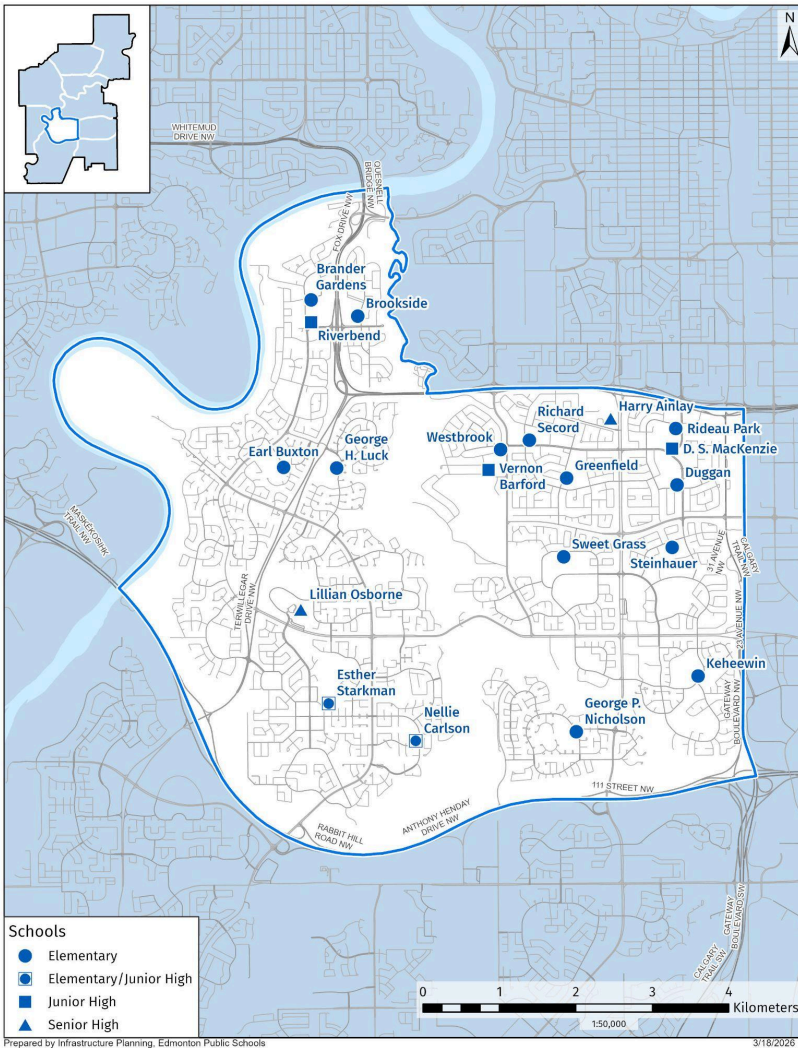 N
WHITEMUD
DRIVE NW
QUESNELL
BRIDGE NW
FOX DRIVE NW
Brander
Gardens
Brookside
Riverbend
Harry Ainlay
Richard
Secord
Rideau Park
Westbrook
D. S. MacKenzie
Earl Buxton
George
H. Luck
Vernon
Barford
Greenfield
Duggan
MASKÊKOSIHK
TRAIL NW
Sweet Grass
Steinhauer
31 AVENUE
NW
CALGARY
TRAIL NW
TERWILLEGAR
DRIVE NW
Lillian Osborne
23 AVENUE NW
Keheewin
Esther
Starkman
Nellie
Carlson
George P.
Nicholson
GATEWAY
BOULEVARD NW
111 STREET NW
RABBIT HILL
ROAD NW
ANTHONY HENDAY
DRIVE NW
GATEWAY
BOULEVARD SW
CALGARY
TRAIL SW
Schools
Elementary
Elementary/Junior High
Junior High
Senior High
0 1 2 3 4
Kilometers
1:50,000
Prepared by Infrastructure Planning, Edmonton Public Schools
3/18/2026